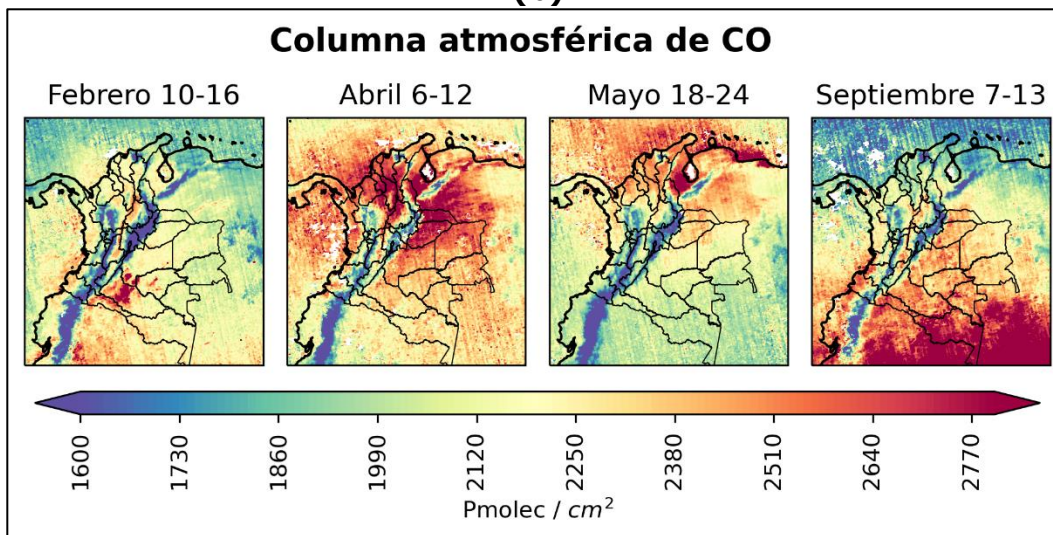 Columna atmosférica de CO
Febrero 10-16 Abril 6-12 Mayo 18-24 Septiembre 7-13
1600 1730 1860 1990 2120 2250 2380 2510 2640 2770
Pmolec / cm²